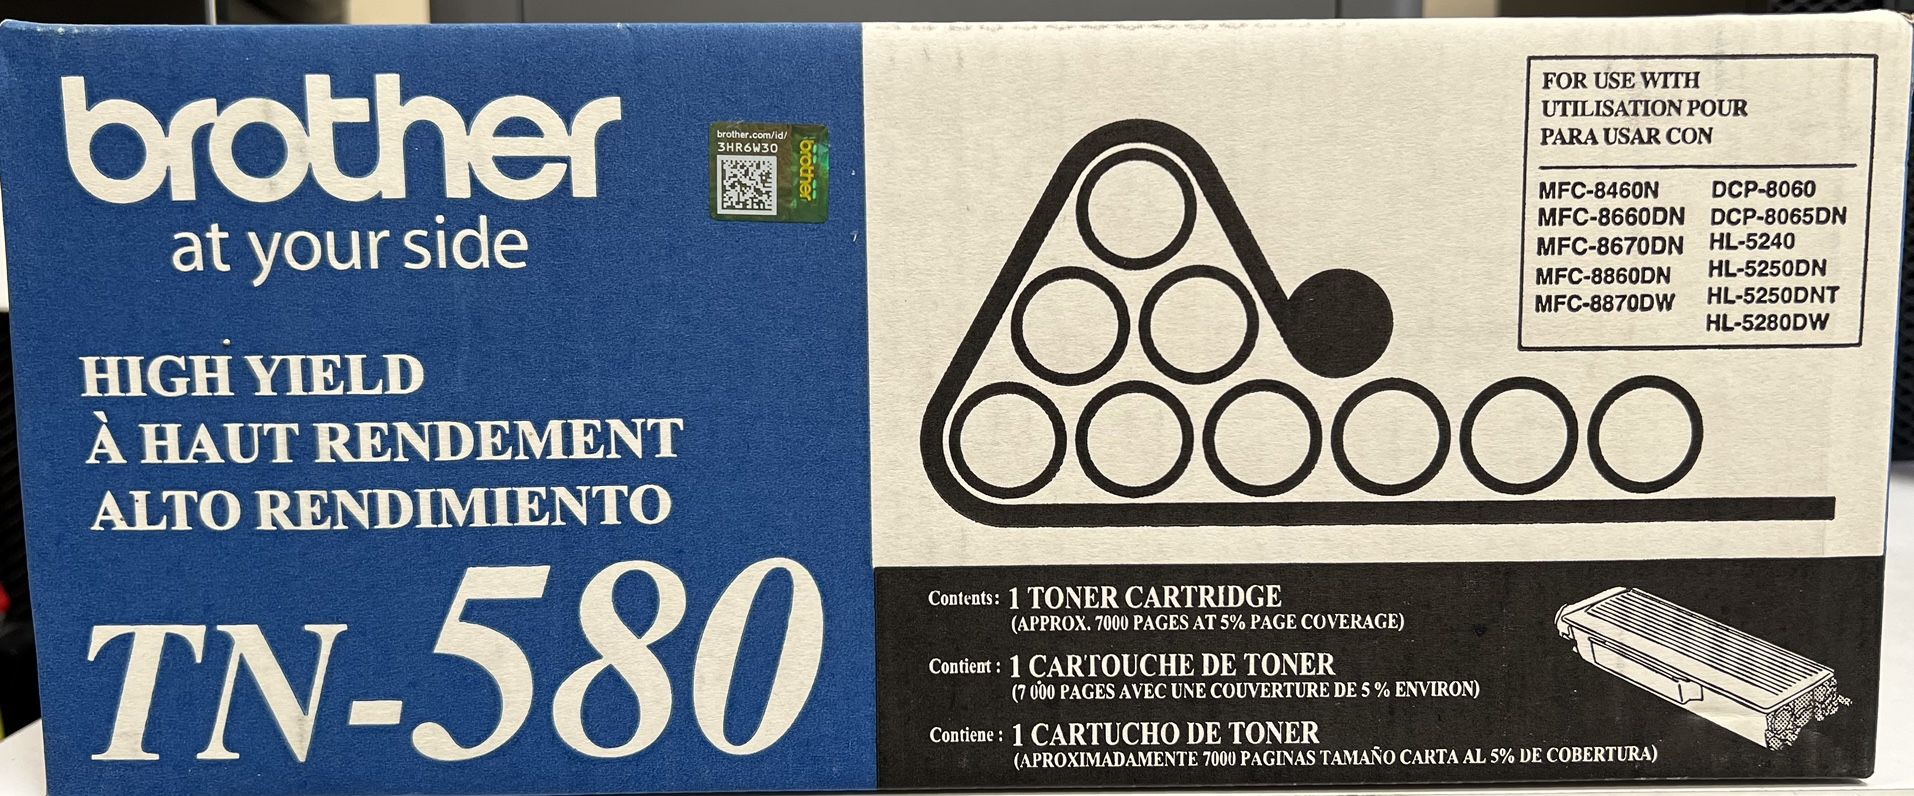 brother
at your side
brother.com/id/
3HR6W30
brother
HIGH YIELD
À HAUT RENDEMENT
ALTO RENDIMIENTO
TN-580
FOR USE WITH
UTILISATION POUR
PARA USAR CON
MFC-8460N
MFC-8660DN
MFC-8670DN
MFC-8860DN
MFC-8870DW
DCP-8060
DCP-8065DN
HL-5240
HL-5250DN
HL-5250DNT
HL-5280DW
Contents: 1 TONER CARTRIDGE
(APPROX. 7000 PAGES AT 5% PAGE COVERAGE)
Contient : 1 CARTOUCHE DE TONER
(7 000 PAGES AVEC UNE COUVERTURE DE 5 % ENVIRON)
Contiene : 1 CARTUCHO DE TONER
(APROXIMADAMENTE 7000 PAGINAS TAMAÑO CARTA AL 5% DE COBERTURA)